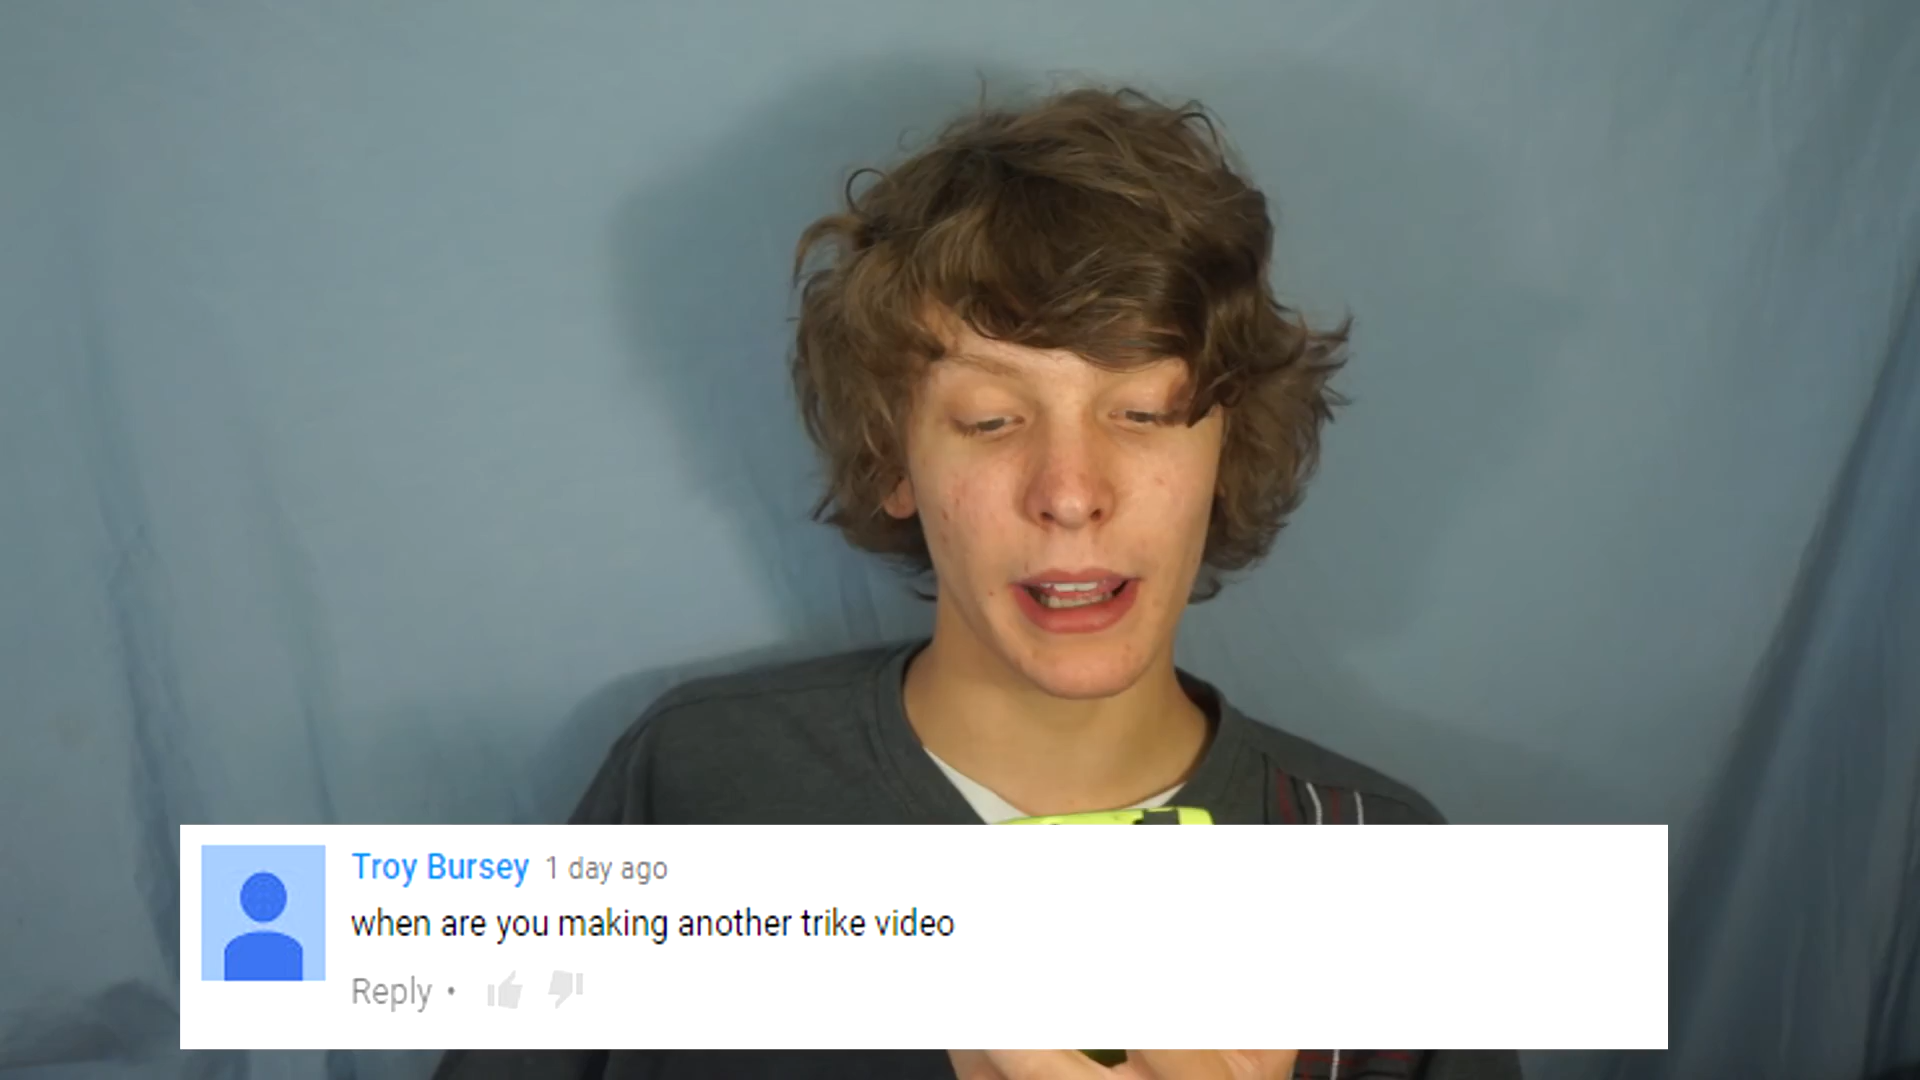 Troy Bursey 1 day ago
when are you making another trike video
Reply •